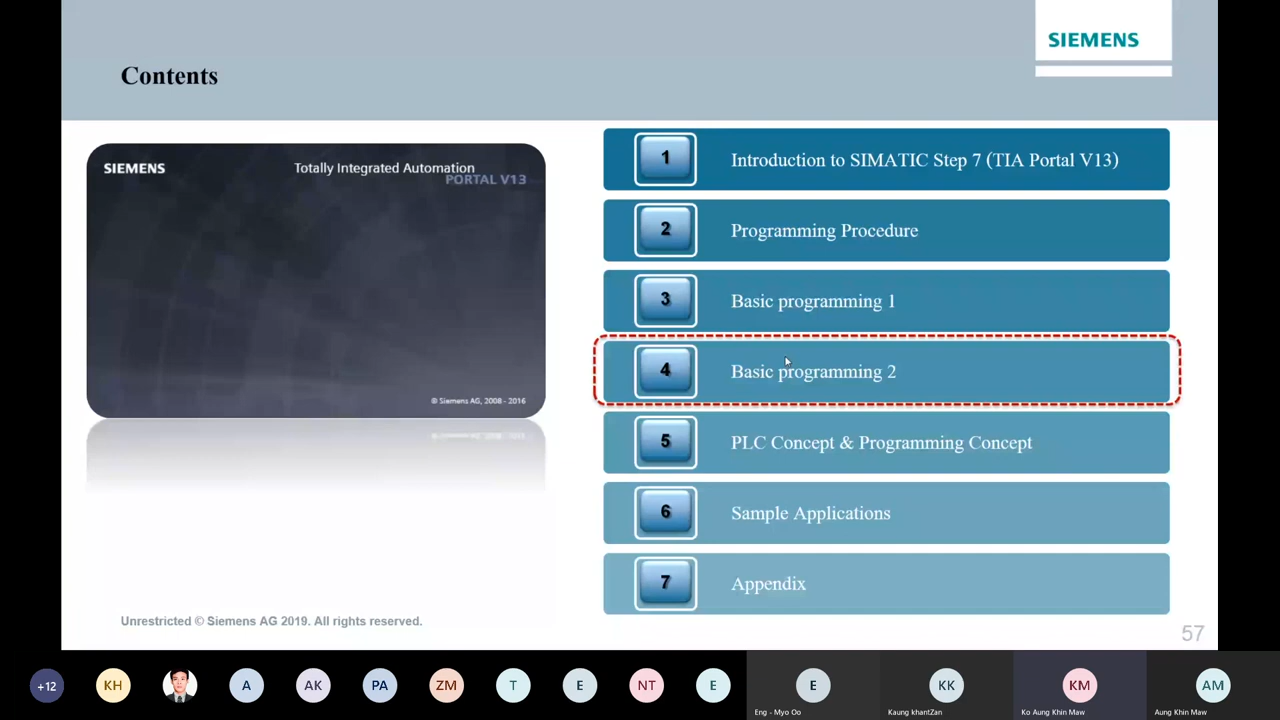 SIEMENS
Contents
SIEMENS
Totally Integrated Automation
PORTAL V13
© Siemens AG, 2008 - 2016
1 Introduction to SIMATIC Step 7 (TIA Portal V13)
2 Programming Procedure
3 Basic programming 1
4 Basic programming 2
5 PLC Concept & Programming Concept
6 Sample Applications
7 Appendix
Unrestricted © Siemens AG 2019. All rights reserved.
57
+12 KH A AK PA ZM T E NT E E KK KM AM
Eng - Myo Oo Kaung khantZan Ko Aung Khin Maw Aung Khin Maw